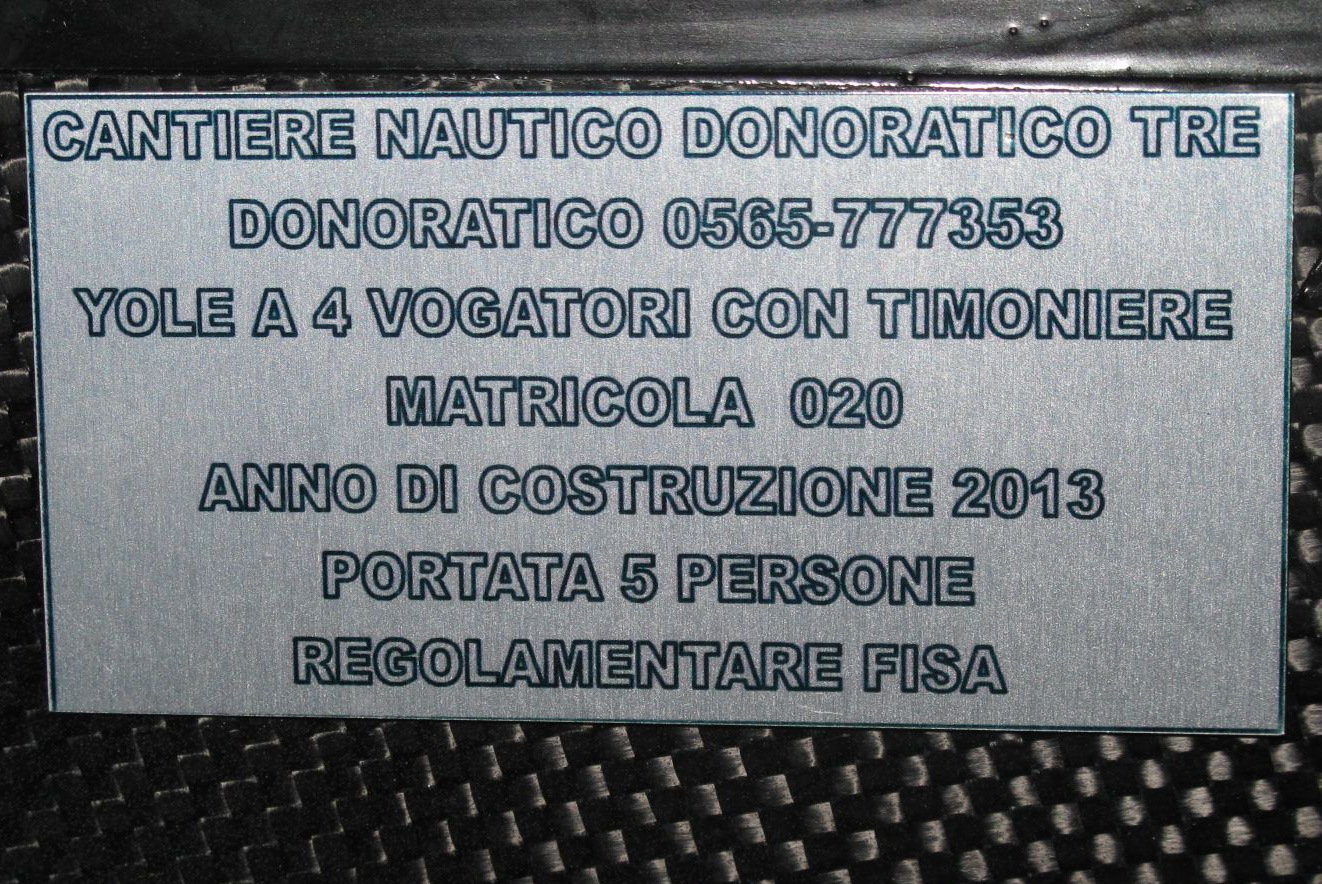 CANTIERE NAUTICO DONORATICO TRE
DONORATICO 0565-777353
YOLE A 4 VOGATORI CON TIMONIERE
MATRICOLA 020
ANNO DI COSTRUZIONE 2013
PORTATA 5 PERSONE
REGOLAMENTARE FISA